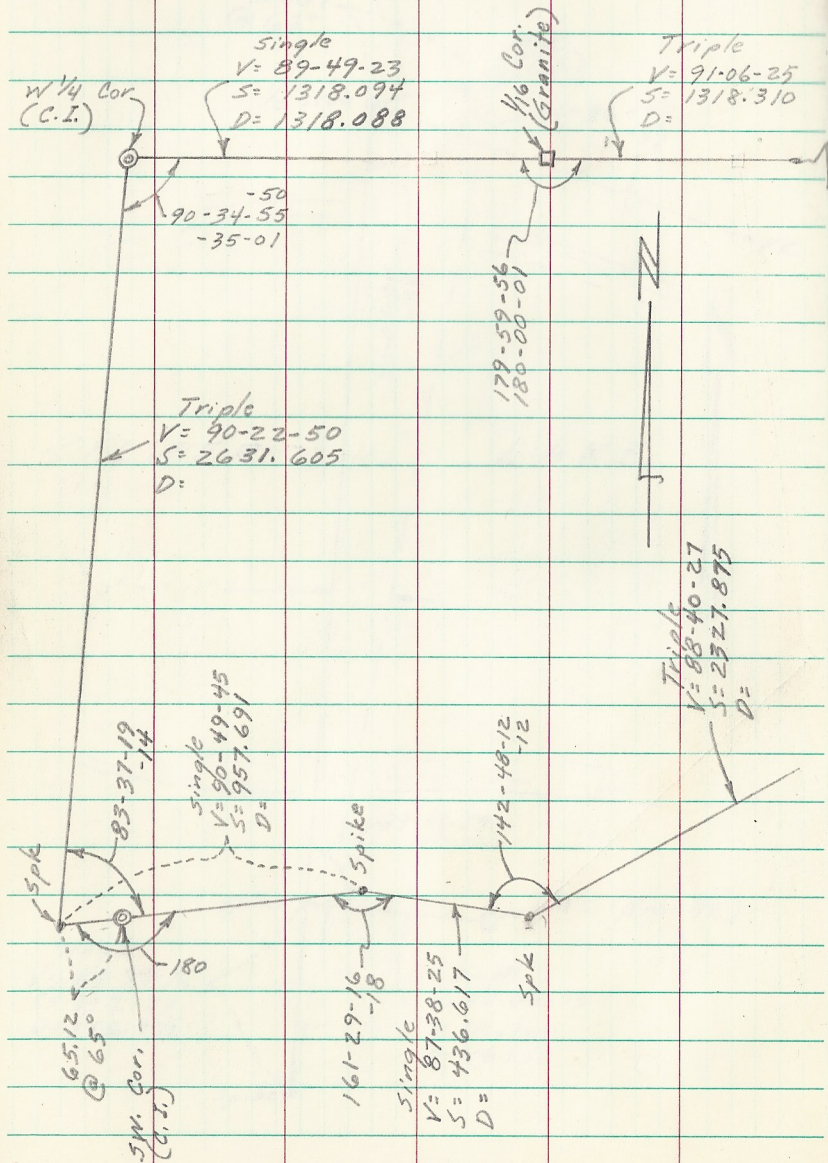 W 1/4 Cor.
(C.I.)
Single
V= 89-49-23
S= 1318.094
D= 1318.088
1/16 Cor.
(Granite)
Triple
V= 91-06-25
S= 1318.310
D=
-50
90-34-55
-35-01
179-59-56
180-00-01
N
Triple
V= 90-22-50
S= 2631.605
D=
Triple
V= 88-40-27
S= 2327.875
D=
83-37-19
-14
Single
V= 90-49-45
S= 957.691
D=
142-48-12
-12
Spk
Spike
180
65.12
@ 65°
SW. Cor.
(C.I.)
161-29-16
-18
Single
V= 87-38-25
S= 436.617
D=
Spk